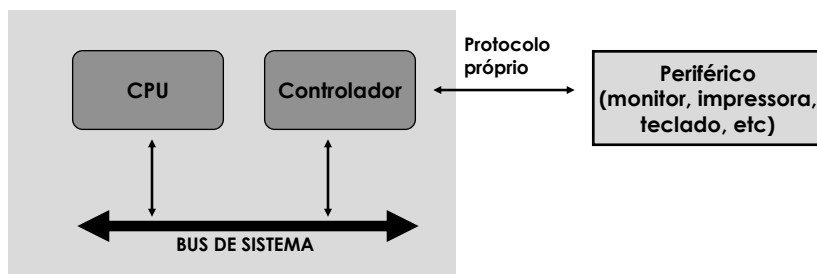 Protocolo
próprio
CPU
Controlador
Periférico
(monitor, impressora,
teclado, etc)
BUS DE SISTEMA